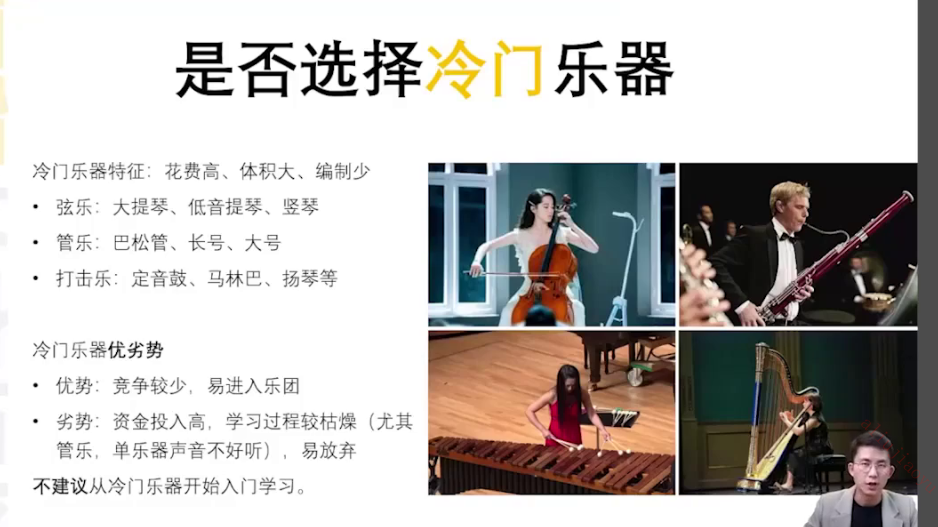 是否选择冷门乐器
冷门乐器特征：花费高、体积大、编制少
• 弦乐：大提琴、低音提琴、竖琴
• 管乐：巴松管、长号、大号
• 打击乐：定音鼓、马林巴、扬琴等
冷门乐器优劣势
• 优势：竞争较少，易进入乐团
• 劣势：资金投入高，学习过程较枯燥（尤其
管乐，单乐器声音不好听），易放弃
不建议从冷门乐器开始入门学习。